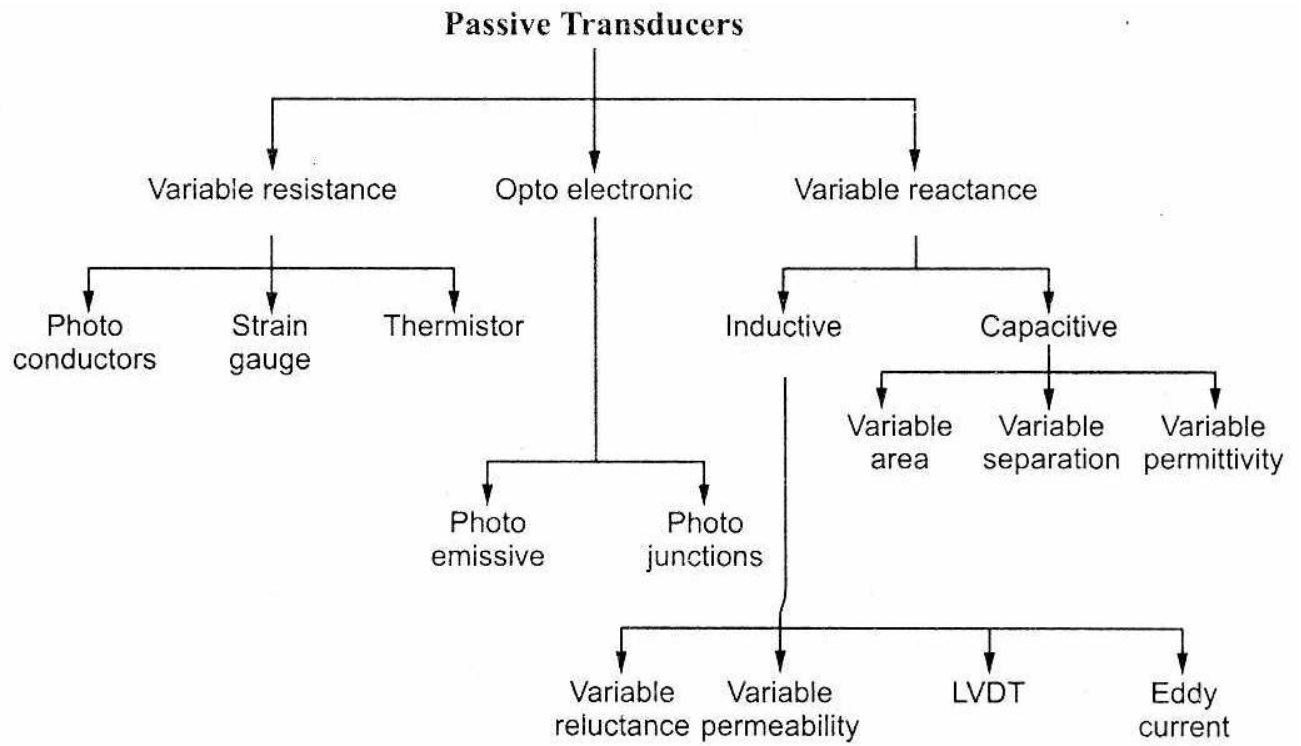 Passive Transducers
Variable resistance
Opto electronic
Variable reactance
Photo
conductors
Strain
gauge
Thermistor
Inductive
Capacitive
Variable
area
Variable
separation
Variable
permittivity
Photo
emissive
Photo
junctions
Variable
reluctance
Variable
permeability
LVDT
Eddy
current